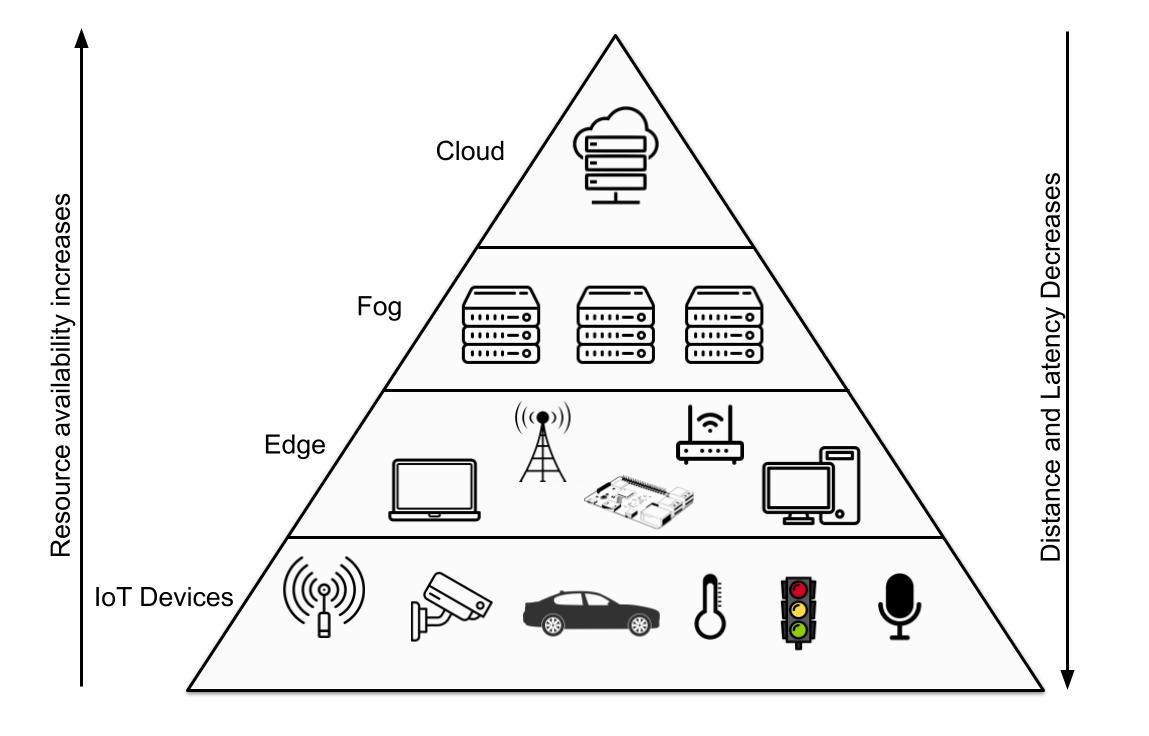 Cloud
Fog
Edge
IoT Devices
Resource availability increases
Distance and Latency Decreases